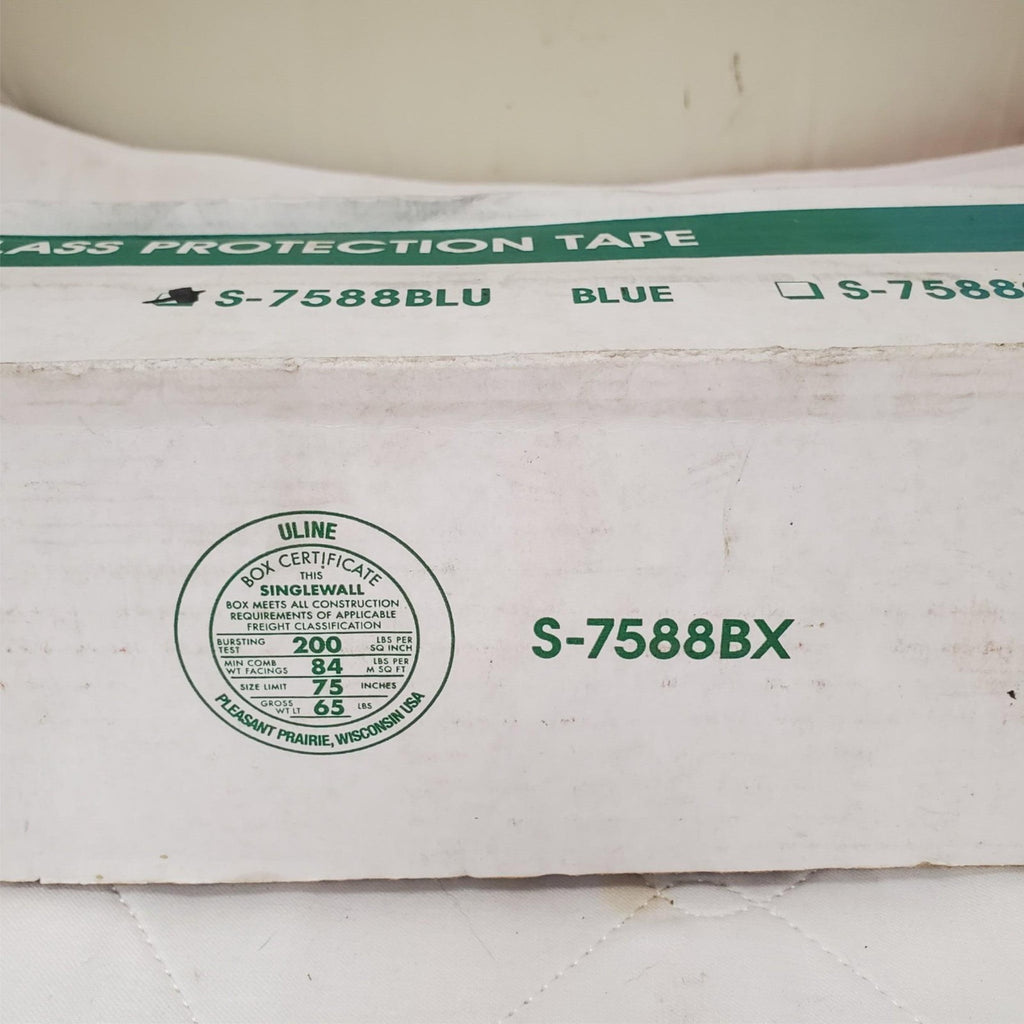 LASS PROTECTION TAPE
S-7588BLU BLUE S-7588
ULINE
BOX CERTIFICATE
THIS
SINGLEWALL
BOX MEETS ALL CONSTRUCTION
REQUIREMENTS OF APPLICABLE
FREIGHT CLASSIFICATION
BURSTING TEST 200 LBS PER SQ INCH
MIN COMB WT FACINGS 84 LBS PER M SQ FT
SIZE LIMIT 75 INCHES
GROSS WT LT 65 LBS
PLEASANT PRAIRIE, WISCONSIN USA
S-7588BX